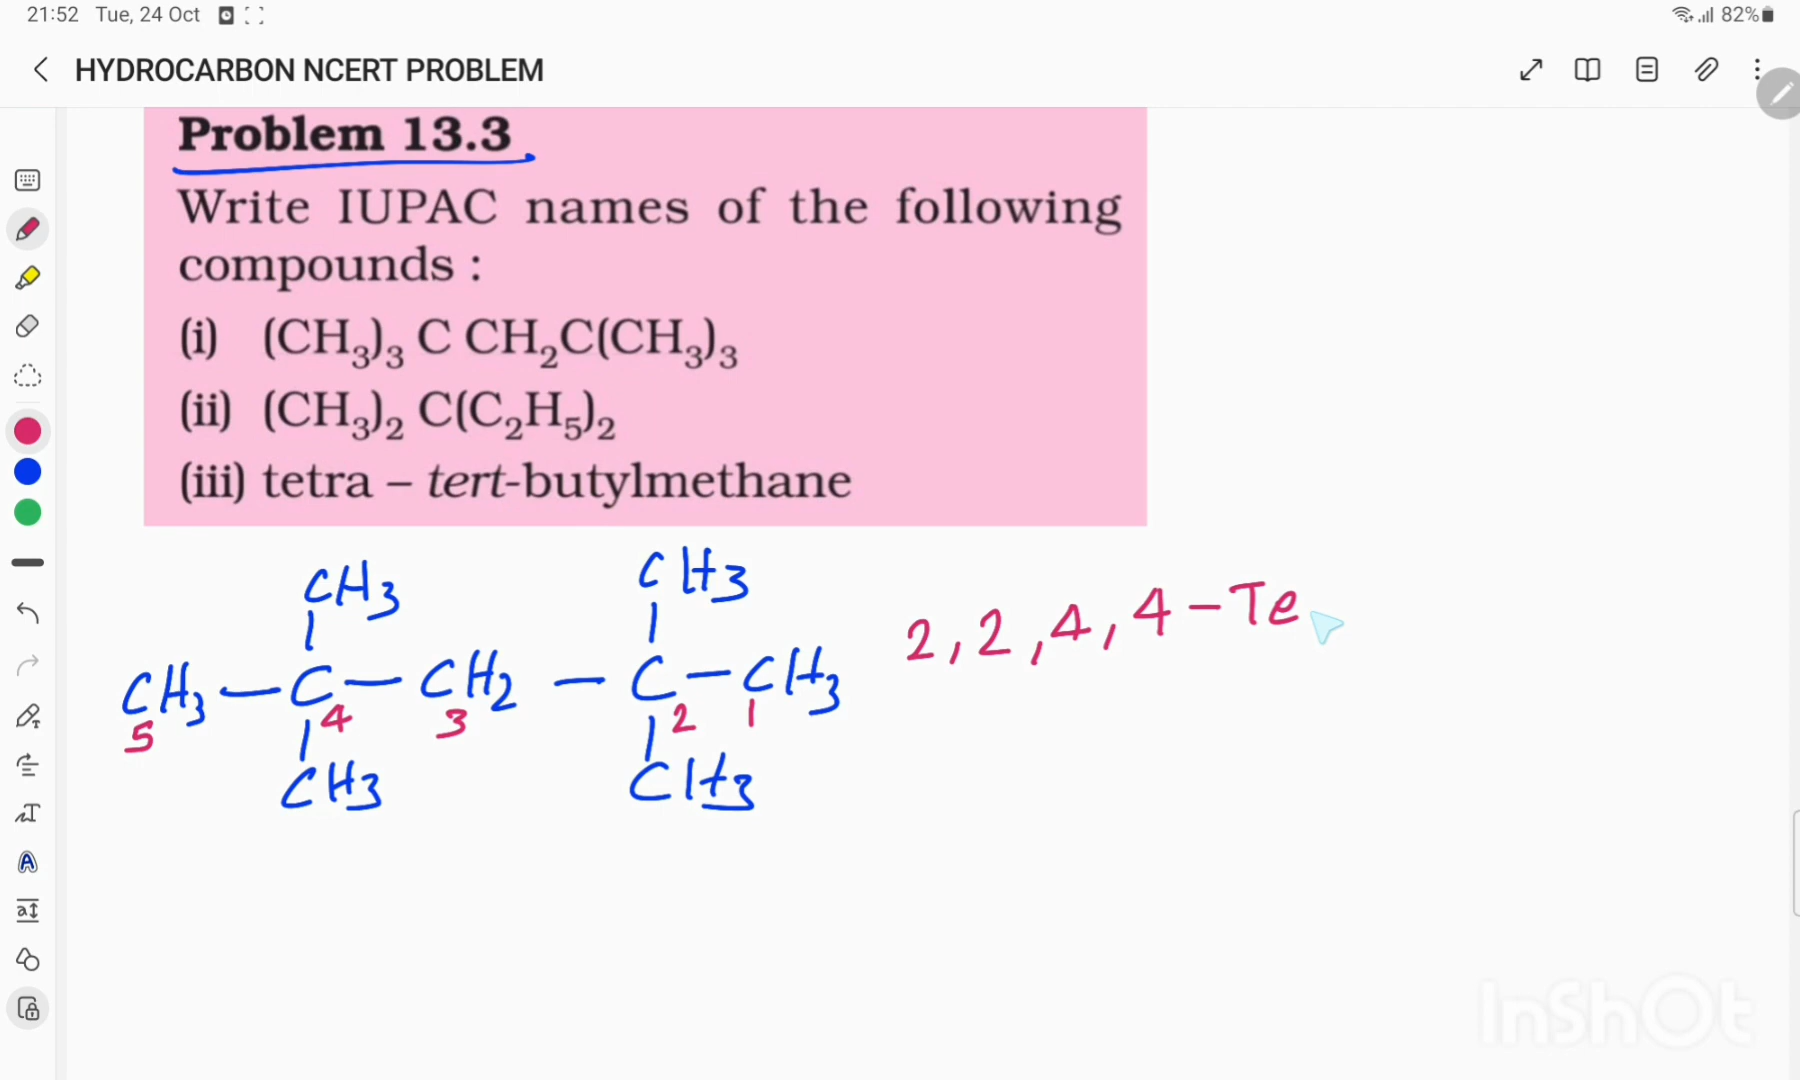 21:52 Tue, 24 Oct 82%
HYDROCARBON NCERT PROBLEM
Problem 13.3
Write IUPAC names of the following
compounds :
(i) (CH₃)₃ C CH₂C(CH₃)₃
(ii) (CH₃)₂ C(C₂H₅)₂
(iii) tetra – tert-butylmethane
CH3 CH3
CH3 — C — CH2 — C — CH3
5 4 3 2 1
CH3 CH3
2,2,4,4-Te
InShOt